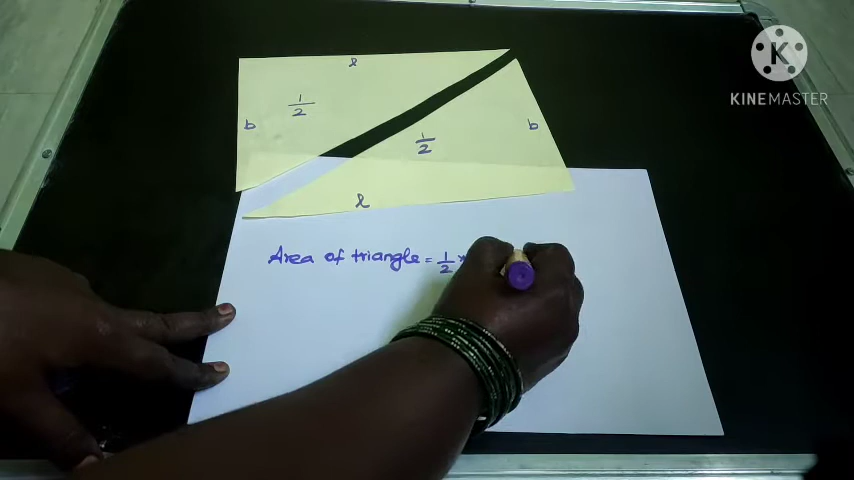 l
1/2
b
1/2
b
l
Area of triangle = 1/2 ×
K
KINEMASTER